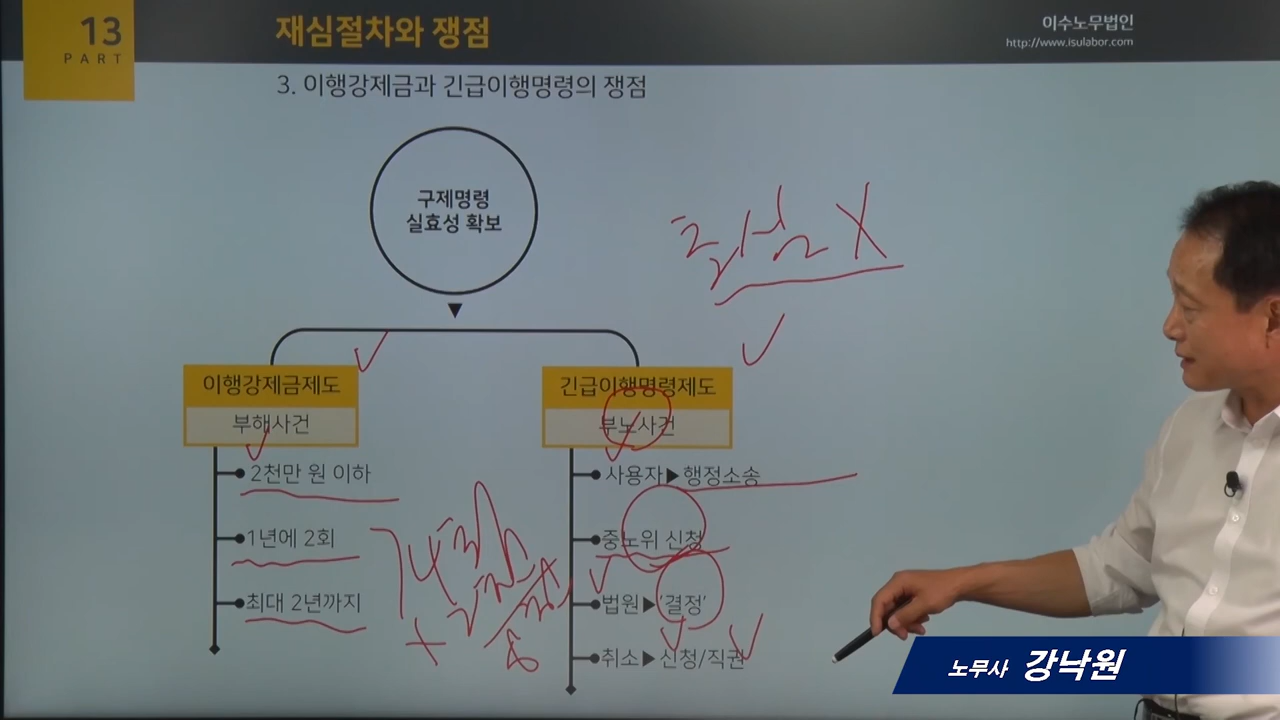 13
PART
재심절차와 쟁점
이수노무법인
http://www.isulabor.com
3. 이행강제금과 긴급이행명령의 쟁점
구제명령
실효성 확보
▼
이행강제금제도
부해사건
2천만 원 이하
1년에 2회
최대 2년까지
긴급이행명령제도
부노사건
사용자▶행정소송
중노위 신청
법원▶'결정'
취소▶신청/직권
초심 X
노무사 강낙원